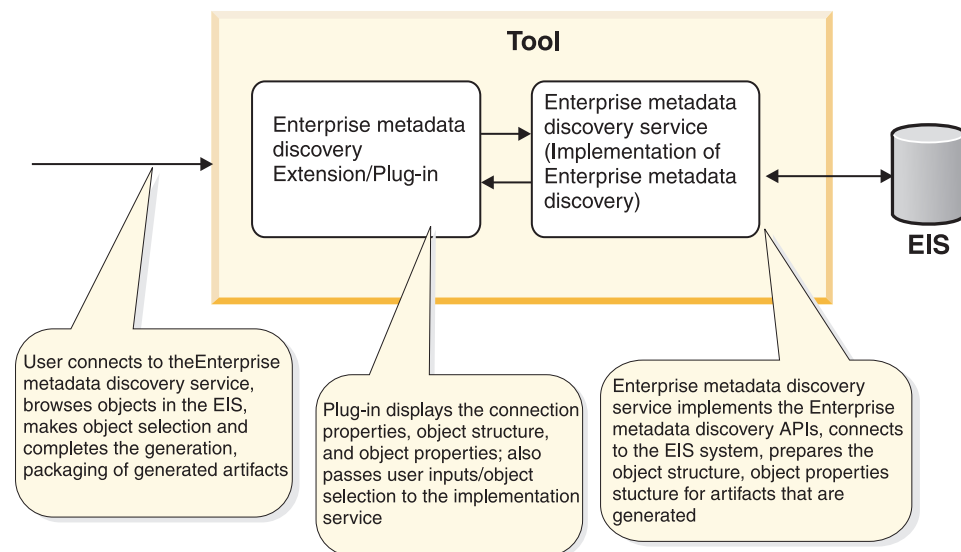 Tool
Enterprise metadata
discovery
Extension/Plug-in
Enterprise metadata
discovery service
(Implementation of
Enterprise metadata
discovery)
EIS
User connects to theEnterprise
metadata discovery service,
browses objects in the EIS,
makes object selection and
completes the generation,
packaging of generated artifacts
Plug-in displays the connection
properties, object structure,
and object properties; also
passes user inputs/object
selection to the implementation
service
Enterprise metadata discovery
service implements the Enterprise
metadata discovery APIs, connects
to the EIS system, prepares the
object structure, object properties
stucture for artifacts that are
generated